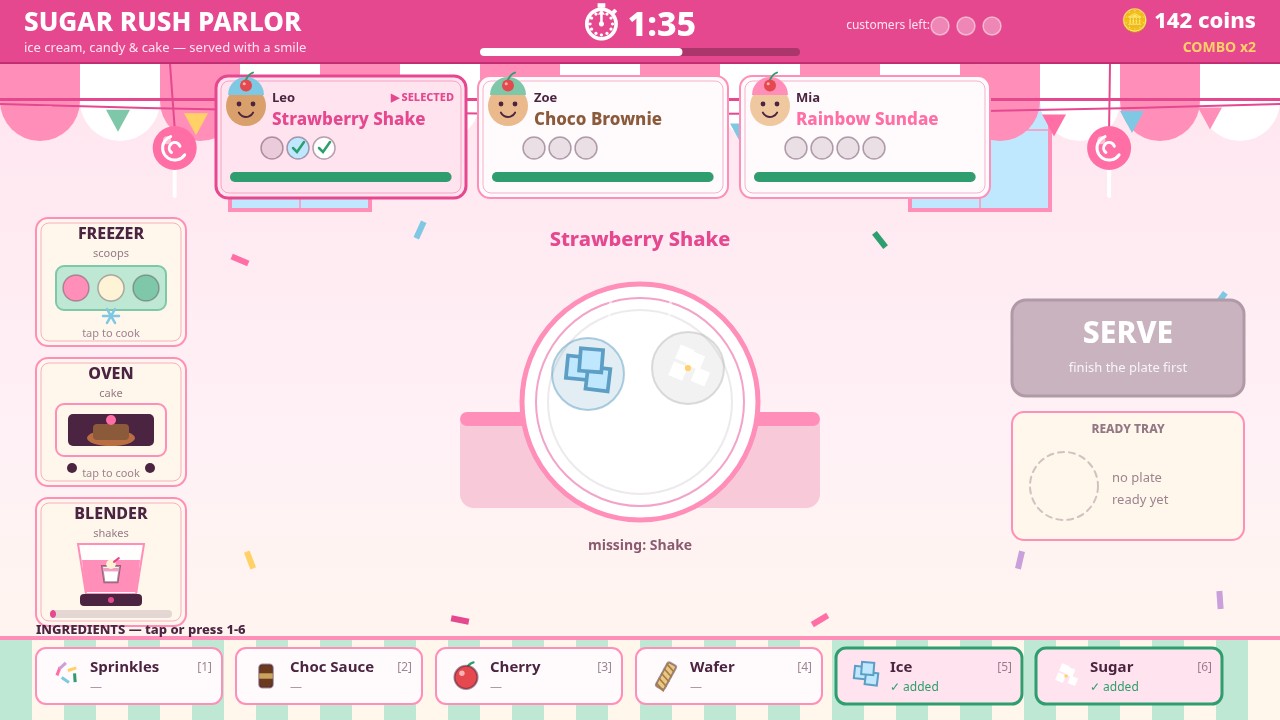 SUGAR RUSH PARLOR
ice cream, candy & cake — served with a smile
1:35
customers left:
142 coins
COMBO x2
Leo
▶ SELECTED
Strawberry Shake
Zoe
Choco Brownie
Mia
Rainbow Sundae
FREEZER
scoops
tap to cook
OVEN
cake
tap to cook
BLENDER
shakes
Strawberry Shake
missing: Shake
SERVE
finish the plate first
READY TRAY
no plate
ready yet
INGREDIENTS — tap or press 1-6
Sprinkles [1]
—
Choc Sauce [2]
—
Cherry [3]
—
Wafer [4]
—
Ice [5]
✓ added
Sugar [6]
✓ added